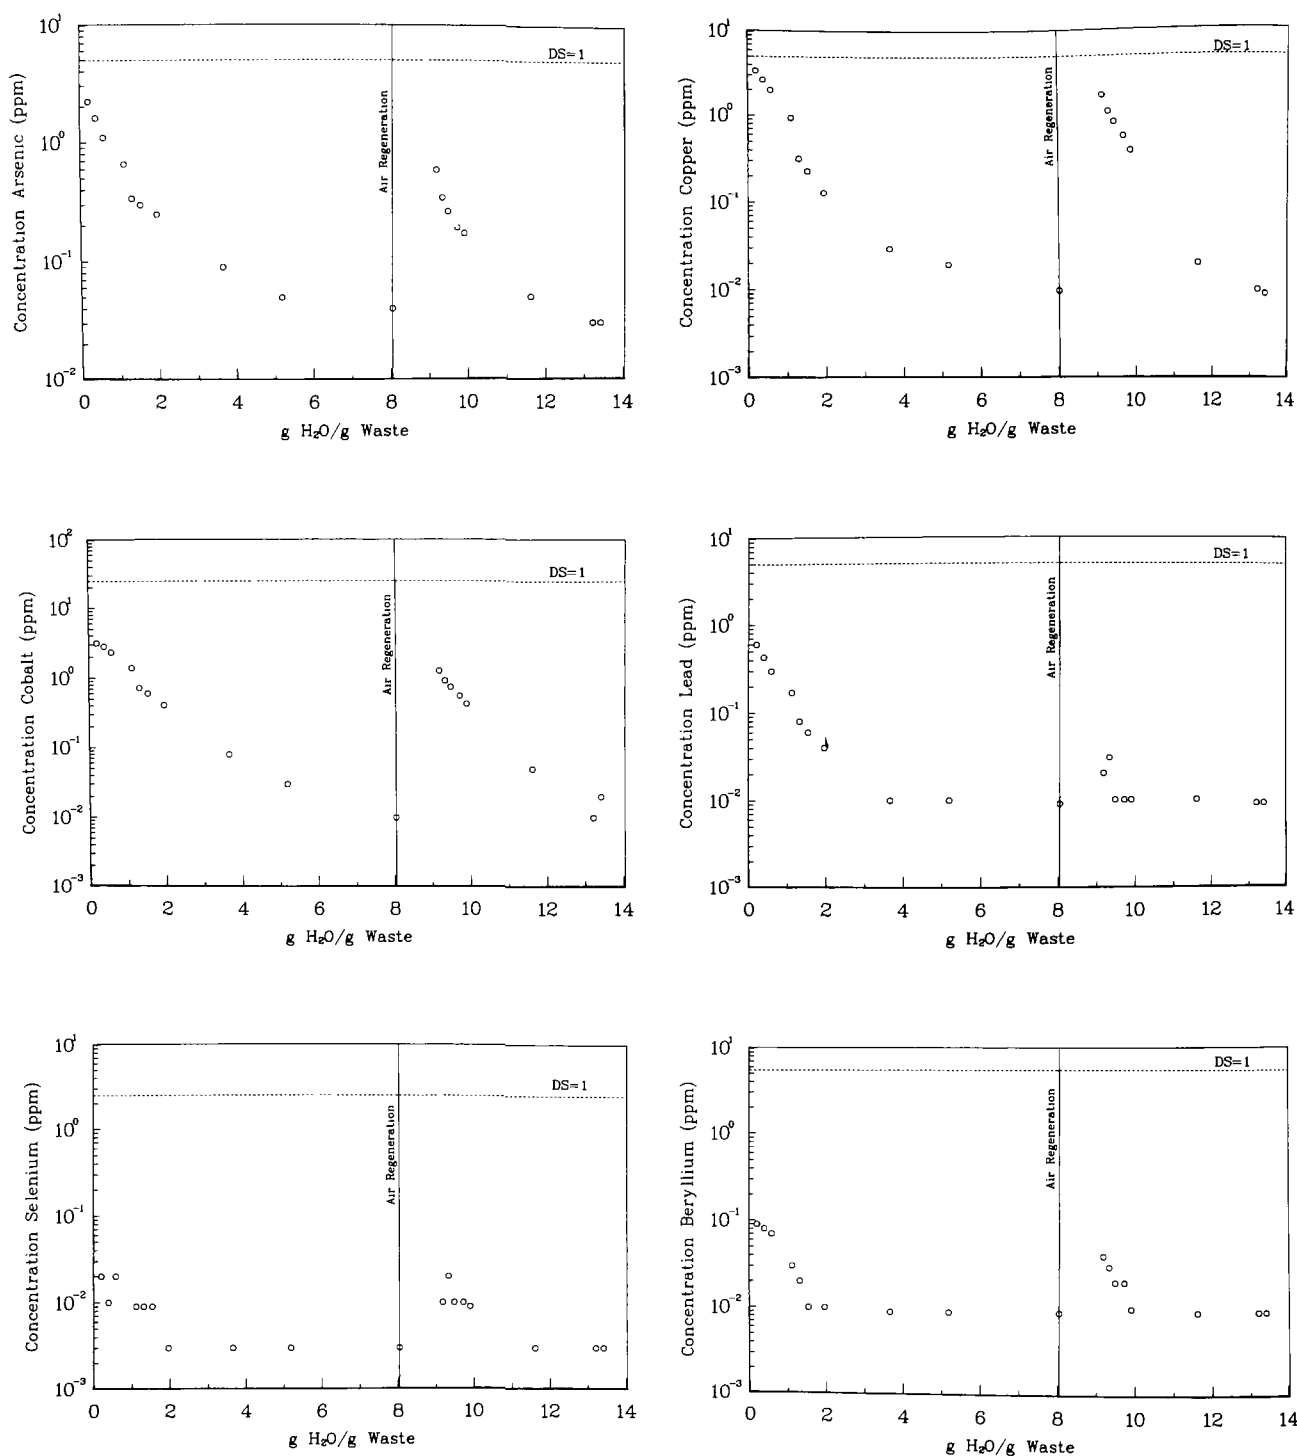 10¹
10⁰
10⁻¹
10⁻²
Concentration Arsenic (ppm)
DS=1
Air Regeneration
0 2 4 6 8 10 12 14
g H₂O/g Waste
10¹
10⁰
10⁻¹
10⁻²
10⁻³
Concentration Copper (ppm)
DS=1
Air Regeneration
0 2 4 6 8 10 12 14
g H₂O/g Waste
10²
10¹
10⁰
10⁻¹
10⁻²
10⁻³
Concentration Cobalt (ppm)
DS=1
Air Regeneration
0 2 4 6 8 10 12 14
g H₂O/g Waste
10¹
10⁰
10⁻¹
10⁻²
10⁻³
Concentration Lead (ppm)
DS=1
Air Regeneration
0 2 4 6 8 10 12 14
g H₂O/g Waste
10¹
10⁰
10⁻¹
10⁻²
10⁻³
Concentration Selenium (ppm)
DS=1
Air Regeneration
0 2 4 6 8 10 12 14
g H₂O/g Waste
10¹
10⁰
10⁻¹
10⁻²
10⁻³
Concentration Beryllium (ppm)
DS=1
Air Regeneration
0 2 4 6 8 10 12 14
g H₂O/g Waste